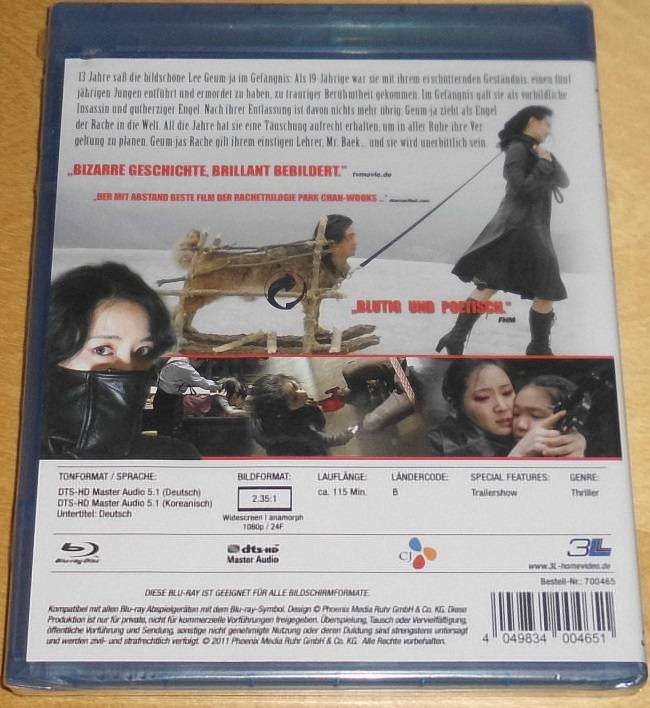 13 Jahre saß die bildschöne Lee Geum-ja im Gefängnis: Als 19-Jährige war sie mit ihrem erschütternden Geständnis, einen fünf
jährigen Jungen entführt und ermordet zu haben, zu trauriger Berühmtheit gekommen. Im Gefängnis galt sie als vorbildliche
Insassin und gutherziger Engel. Nach ihrer Entlassung ist davon nichts mehr übrig: Geum-ja zieht als Engel
der Rache in die Welt. All die Jahre hat sie eine Täuschung aufrecht erhalten, um in aller Ruhe ihre Ver
geltung zu planen. Geum-jas Rache gilt ihrem einstigen Lehrer, Mr. Baek... und sie wird unerbittlich sein.
„BIZARRE GESCHICHTE, BRILLANT BEBILDERT.“ tvmovie.de
„DER MIT ABSTAND BESTE FILM DER RACHETRILOGIE PARK CHAN-WOOKS ...“
„BLUTIG UND POETISCH.“
FHM
TONFORMAT / SPRACHE: BILDFORMAT: LAUFLÄNGE: LÄNDERCODE: SPECIAL FEATURES: GENRE:
DTS-HD Master Audio 5.1 (Deutsch) 2.35:1 ca. 115 Min. B Trailershow Thriller
DTS-HD Master Audio 5.1 (Koreanisch)
Untertitel: Deutsch
Widescreen | anamorph
1080p / 24F
Blu-ray Disc dts-HD CJ 3L
Master Audio
www.3L-homevideo.de
Bestell-Nr.: 700465
DIESE BLU-RAY IST GEEIGNET FÜR ALLE BILDSCHIRMFORMATE.
Kompatibel mit allen Blu-ray Abspielgeräten mit dem Blu-ray-Symbol. Design © Phoenix Media Ruhr GmbH & Co. KG. Diese
Produktion ist nur für private, nicht für kommerzielle Vorführungen freigegeben. Überspielung, Tausch oder Vervielfältigung,
öffentliche Vorführung und Sendung, sonstige nicht genehmigte Nutzung oder deren Duldung sind strengstens untersagt
und werden zivil- und strafrechtlich verfolgt. © 2011 Phoenix Media Ruhr GmbH & Co. KG. Alle Rechte vorbehalten.
4 049834 004651